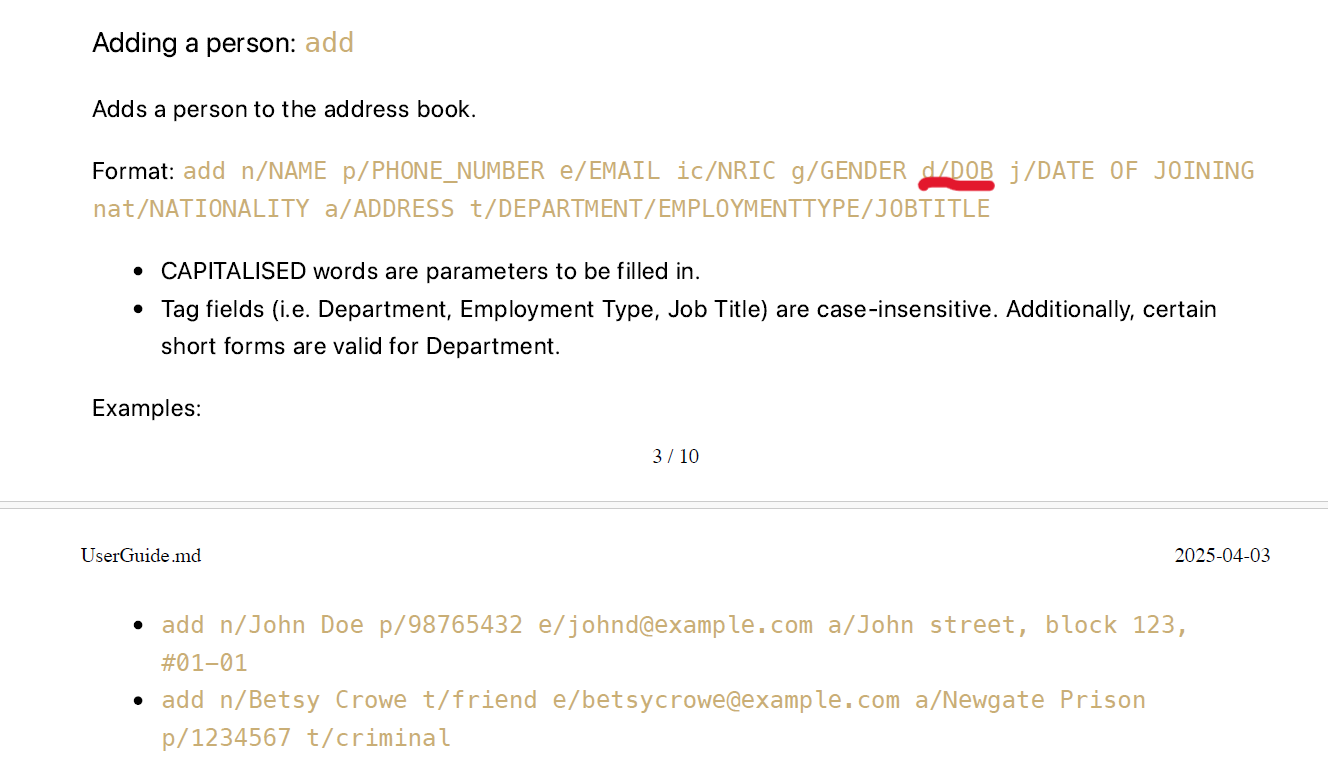 Adding a person: add
Adds a person to the address book.
Format: add n/NAME p/PHONE_NUMBER e/EMAIL ic/NRIC g/GENDER d/DOB j/DATE OF JOINING
nat/NATIONALITY a/ADDRESS t/DEPARTMENT/EMPLOYMENTTYPE/JOBTITLE
• CAPITALISED words are parameters to be filled in.
• Tag fields (i.e. Department, Employment Type, Job Title) are case-insensitive. Additionally, certain
short forms are valid for Department.
Examples:
3 / 10
UserGuide.md 2025-04-03
• add n/John Doe p/98765432 e/johnd@example.com a/John street, block 123,
#01-01
• add n/Betsy Crowe t/friend e/betsycrowe@example.com a/Newgate Prison
p/1234567 t/criminal